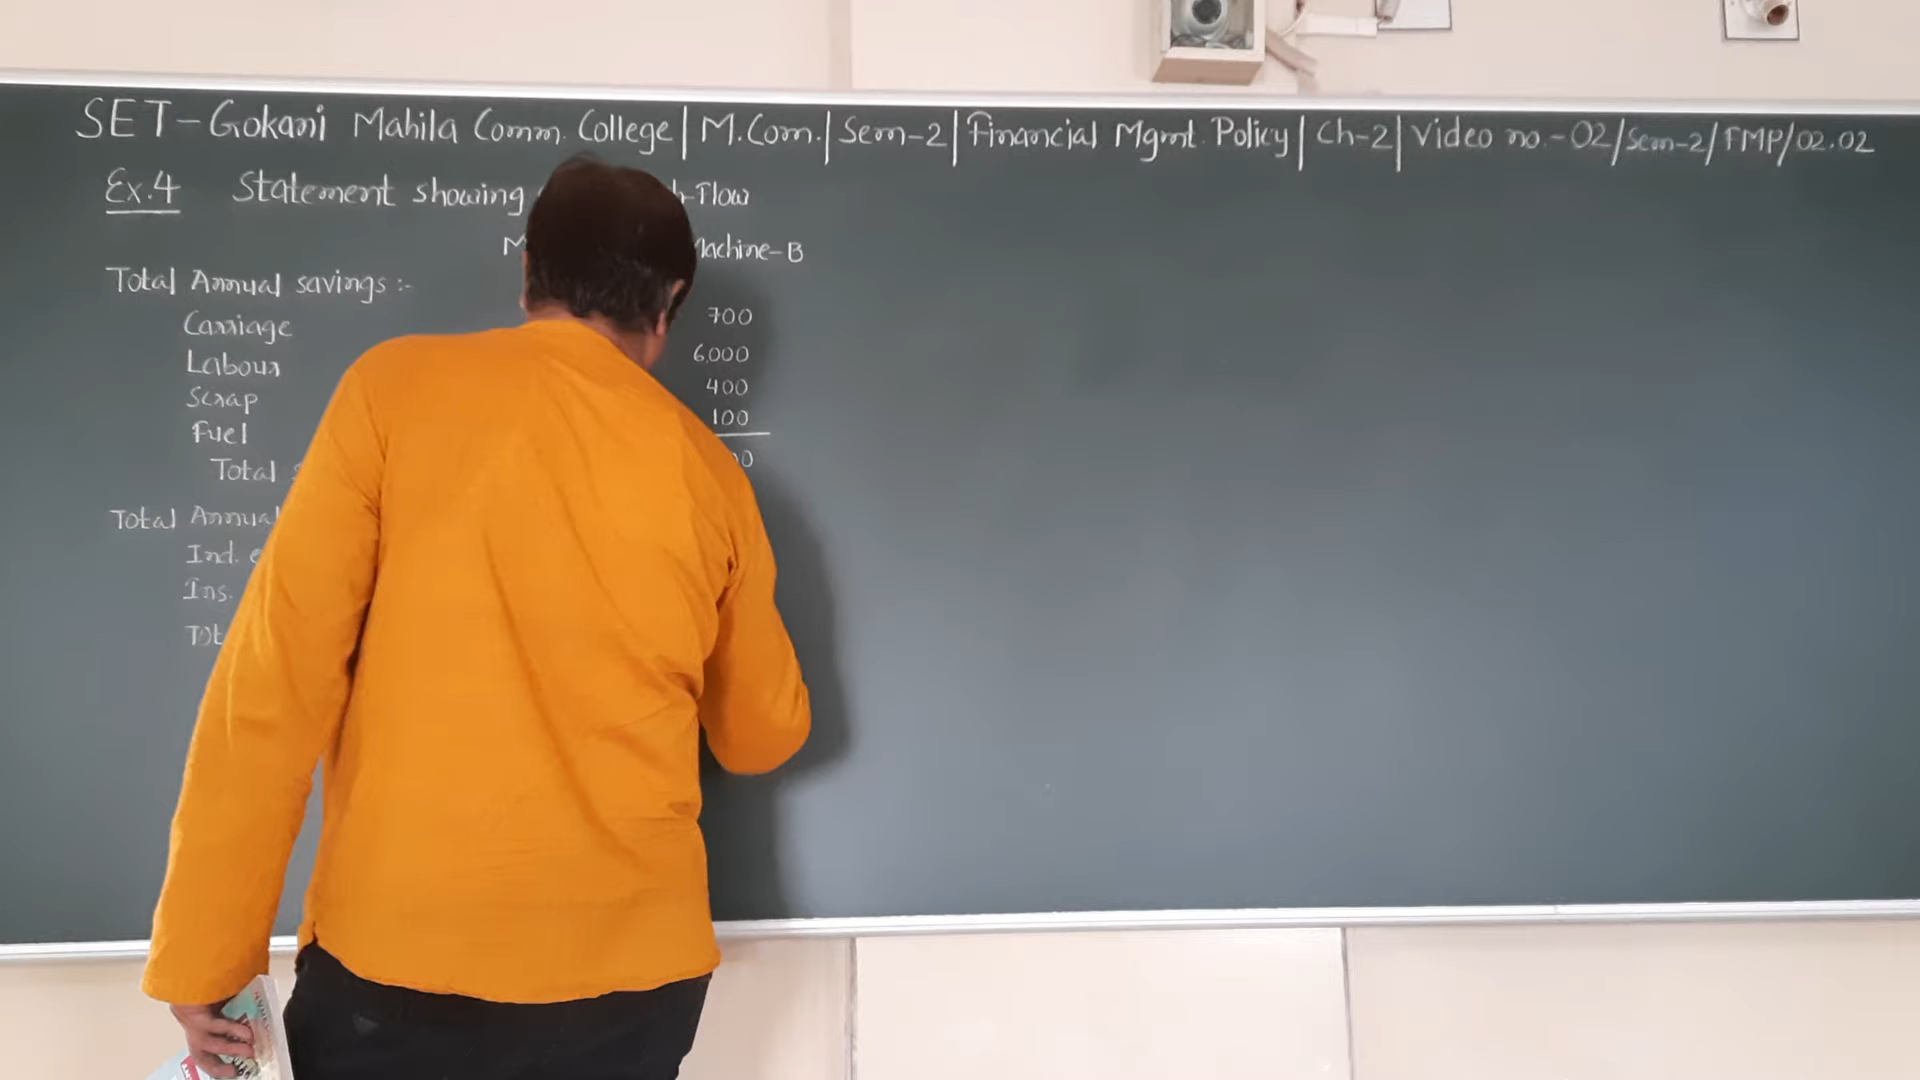 SET-Gokani Mahila Comm. College | M.Com. | Sem-2 | Financial Mgmt. Policy | Ch-2 | Video no.-02/Sem-2/FMP/02.02
Ex.4 Statement showing Flow
Machine-B
Total Annual savings :-
Carriage 700
Labour 6,000
Scrap 400
Fuel 100
Total
Total Annual
Ind.
Ins.